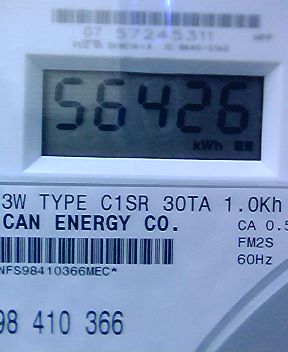 07 57245311
56426
kWh
3W TYPE C1SR 30TA 1.0Kh
CAN ENERGY CO.
CA 0.5
FM2S
60Hz
NFS98410366MEC*
98 410 366